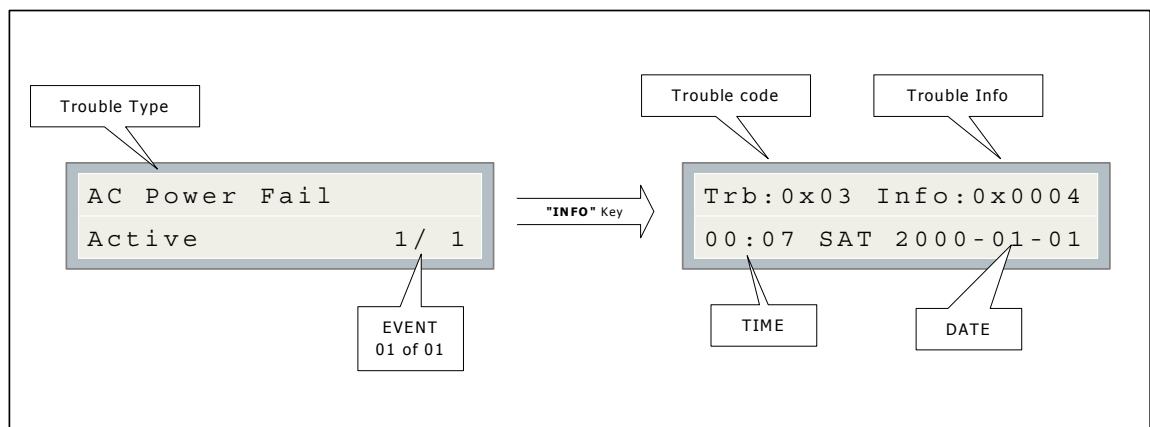 Trouble Type
AC Power Fail
Active 1/ 1
EVENT
01 of 01
"INFO" Key
Trouble code
Trouble Info
Trb:0x03 Info:0x0004
00:07 SAT 2000-01-01
TIME
DATE